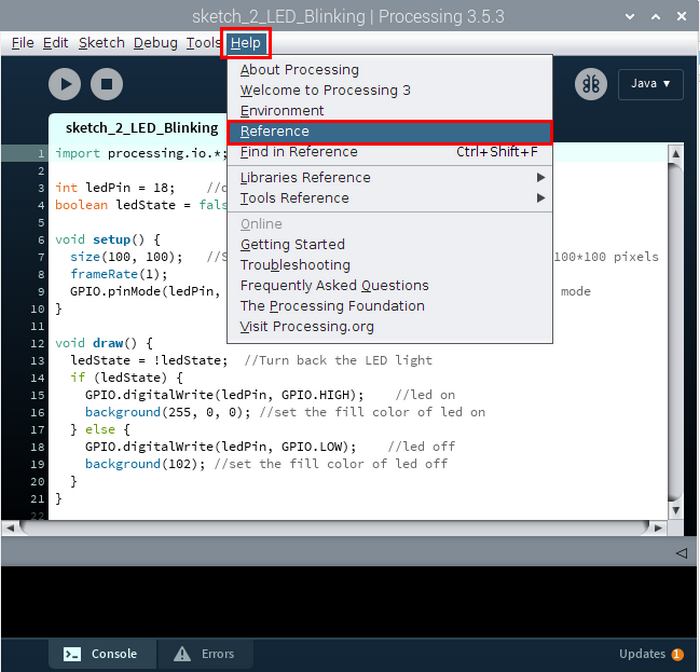 sketch_2_LED_Blinking | Processing 3.5.3
File Edit Sketch Debug Tools Help
About Processing
Welcome to Processing 3
Environment
Reference
Find in Reference Ctrl+Shift+F
Libraries Reference
Tools Reference
Online
Getting Started
Troubleshooting
Frequently Asked Questions
The Processing Foundation
Visit Processing.org
Java ▾
sketch_2_LED_Blinking
1 import processing.io.*;
2
3 int ledPin = 18; //
4 boolean ledState =
5
6 void setup() {
7 size(100, 100); // 100*100 pixels
8 frameRate(1);
9 GPIO.pinMode(ledPin, mode
10 }
11
12 void draw() {
13 ledState = !ledState; //Turn back the LED light
14 if (ledState) {
15 GPIO.digitalWrite(ledPin, GPIO.HIGH); //led on
16 background(255, 0, 0); //set the fill color of led on
17 } else {
18 GPIO.digitalWrite(ledPin, GPIO.LOW); //led off
19 background(102); //set the fill color of led off
20 }
21 }
22
>_ Console Errors Updates 1